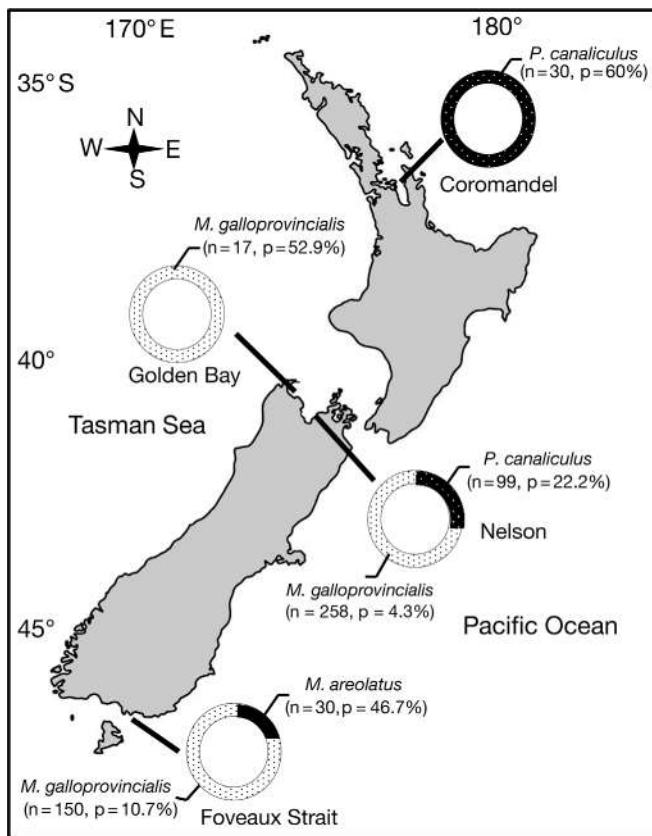 170° E
180°
35° S
P. canaliculus
(n=30, p=60%)
N
W
E
S
Coromandel
M. galloprovincialis
(n=17, p=52.9%)
40°
Golden Bay
Tasman Sea
P. canaliculus
(n=99, p=22.2%)
Nelson
M. galloprovincialis
(n=258, p = 4.3%)
Pacific Ocean
45°
M. areolatus
(n=30,p=46.7%)
M. galloprovincialis
(n=150, p=10.7%)
Foveaux Strait